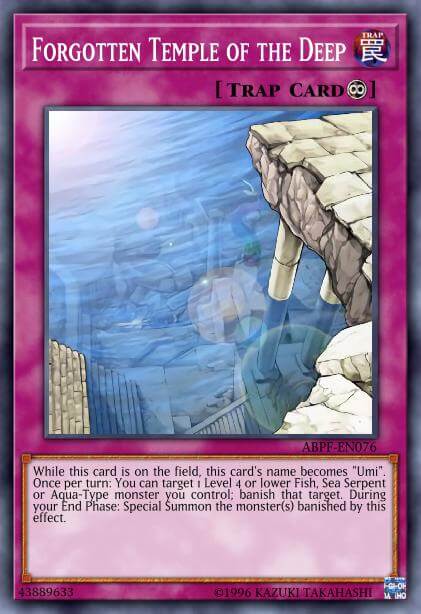 FORGOTTEN TEMPLE OF THE DEEP
TRAP
罠
[TRAP CARD♾]
ABPF-EN076
While this card is on the field, this card's name becomes "Umi".
Once per turn: You can target 1 Level 4 or lower Fish, Sea Serpent
or Aqua-Type monster you control; banish that target. During
your End Phase: Special Summon the monster(s) banished by this
effect.
43889633
©1996 KAZUKI TAKAHASHI